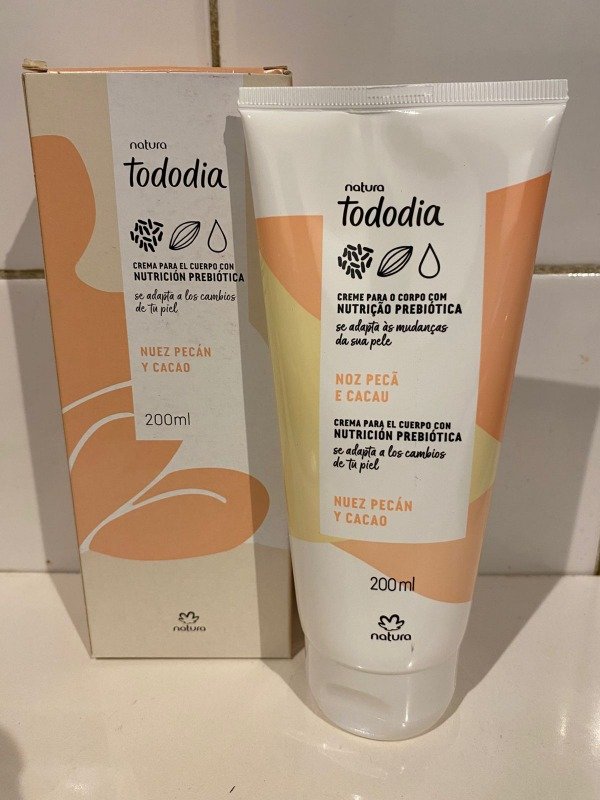 natura
tododia
CREMA PARA EL CUERPO CON
NUTRICIÓN PREBIÓTICA
se adapta a los cambios
de tu piel
NUEZ PECÁN
Y CACAO
200ml
natura
natura
tododia
CREME PARA O CORPO COM
NUTRIÇÃO PREBIÓTICA
se adapta às mudanças
da sua pele
NOZ PECÃ
E CACAU
CREMA PARA EL CUERPO CON
NUTRICIÓN PREBIÓTICA
se adapta a los cambios
de tu piel
NUEZ PECÁN
Y CACAO
200ml
natura